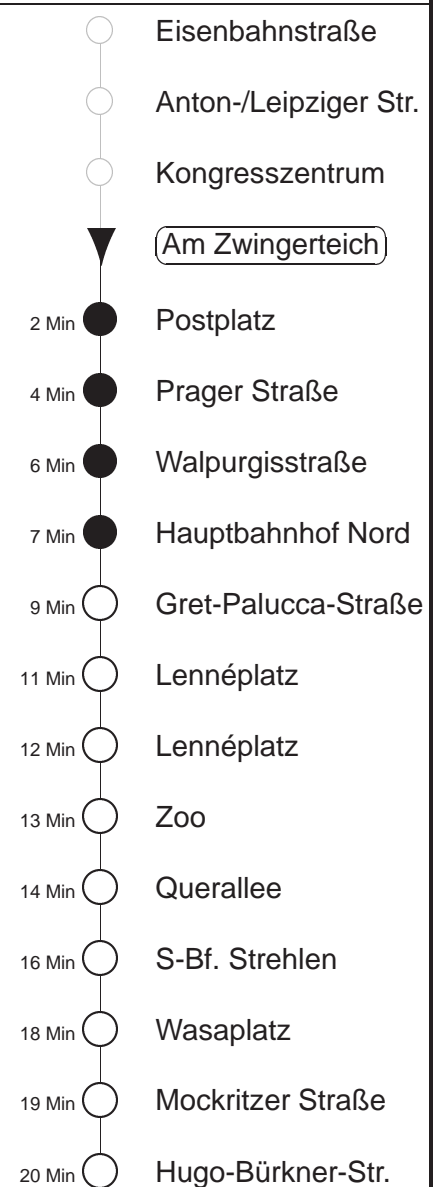 Eisenbahnstraße
Anton-/Leipziger Str.
Kongresszentrum
Am Zwingerteich
2 Min Postplatz
4 Min Prager Straße
6 Min Walpurgisstraße
7 Min Hauptbahnhof Nord
9 Min Gret-Palucca-Straße
11 Min Lennéplatz
12 Min Lennéplatz
13 Min Zoo
14 Min Querallee
16 Min S-Bf. Strehlen
18 Min Wasaplatz
19 Min Mockritzer Straße
20 Min Hugo-Bürkner-Str.